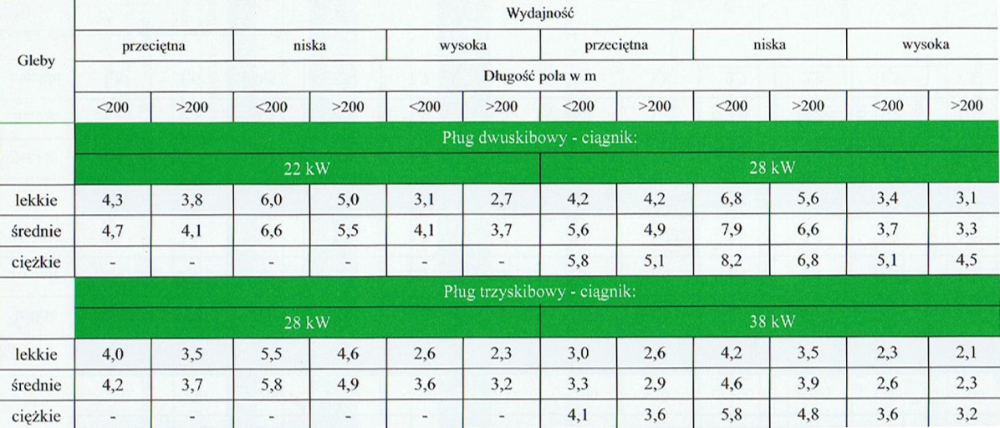 Wydajność
Gleby
przeciętna niska wysoka przeciętna niska wysoka
Długość pola w m
<200 >200 <200 >200 <200 >200 <200 >200 <200 >200 <200 >200
Pług dwuskibowy - ciągnik:
22 kW 28 kW
lekkie 4,3 3,8 6,0 5,0 3,1 2,7 4,2 4,2 6,8 5,6 3,4 3,1
średnie 4,7 4,1 6,6 5,5 4,1 3,7 5,6 4,9 7,9 6,6 3,7 3,3
ciężkie - - - - - - 5,8 5,1 8,2 6,8 5,1 4,5
Pług trzyskibowy - ciągnik:
28 kW 38 kW
lekkie 4,0 3,5 5,5 4,6 2,6 2,3 3,0 2,6 4,2 3,5 2,3 2,1
średnie 4,2 3,7 5,8 4,9 3,6 3,2 3,3 2,9 4,6 3,9 2,6 2,3
ciężkie - - - - - - 4,1 3,6 5,8 4,8 3,6 3,2